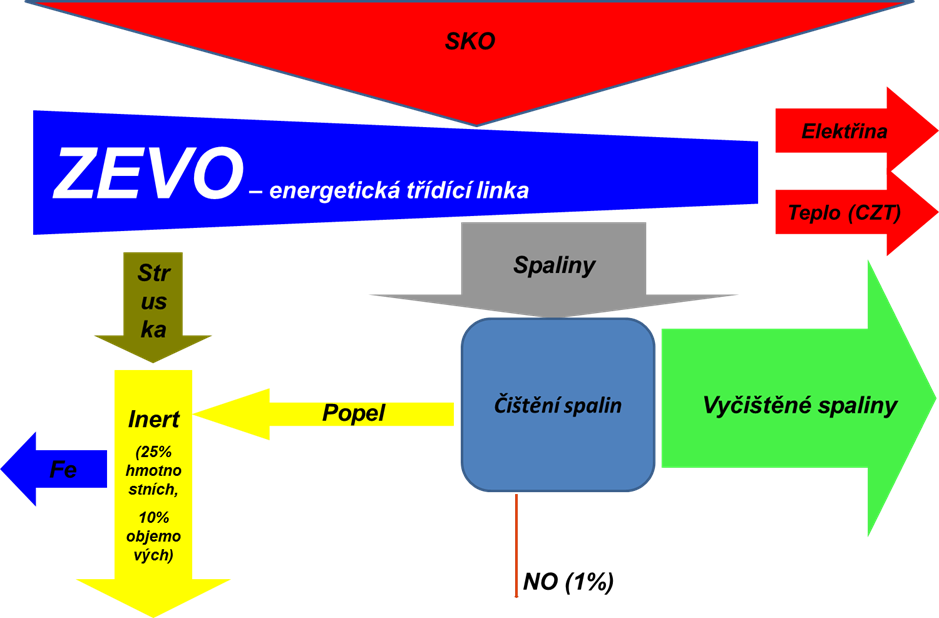 SKO
ZEVO – energetická třídící linka
Elektřina
Teplo (CZT)
Str
us
ka
Spaliny
Inert
(25%
hmotno
stních,
10%
objemo
vých)
Popel
Čištění spalin
Vyčištěné spaliny
Fe
NO (1%)